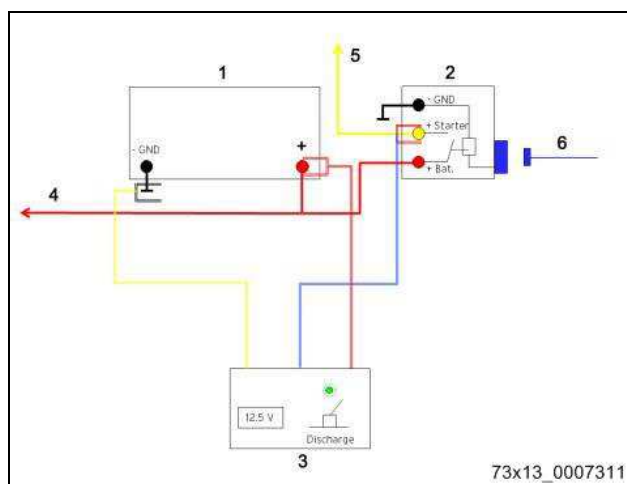 1
2
5
- GND
+ Starter
+ Bat.
6
- GND
+
4
12.5 V
Discharge
3
73x13_0007311